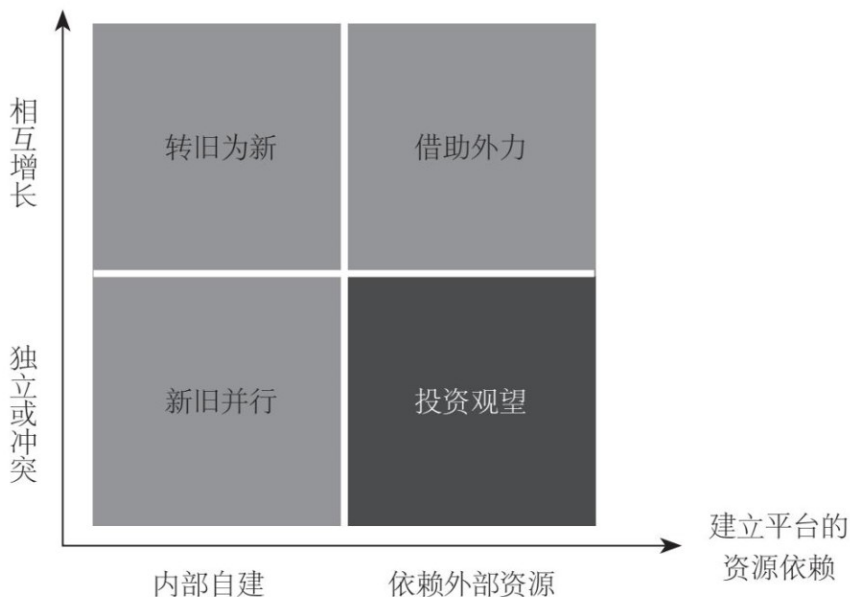 相互增长
转旧为新
借助外力
独立或冲突
新旧并行
投资观望
建立平台的
资源依赖
内部自建
依赖外部资源